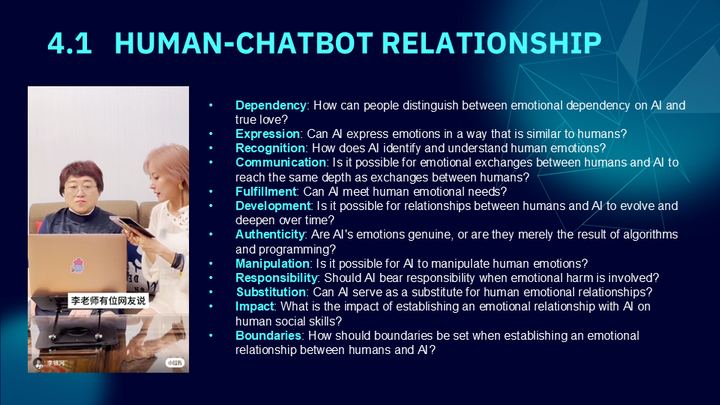 4.1 HUMAN-CHATBOT RELATIONSHIP
• Dependency: How can people distinguish between emotional dependency on AI and
true love?
• Expression: Can AI express emotions in a way that is similar to humans?
• Recognition: How does AI identify and understand human emotions?
• Communication: Is it possible for emotional exchanges between humans and AI to
reach the same depth as exchanges between humans?
• Fulfillment: Can AI meet human emotional needs?
• Development: Is it possible for relationships between humans and AI to evolve and
deepen over time?
• Authenticity: Are AI's emotions genuine, or are they merely the result of algorithms
and programming?
• Manipulation: Is it possible for AI to manipulate human emotions?
• Responsibility: Should AI bear responsibility when emotional harm is involved?
• Substitution: Can AI serve as a substitute for human emotional relationships?
• Impact: What is the impact of establishing an emotional relationship with AI on
human social skills?
• Boundaries: How should boundaries be set when establishing an emotional
relationship between humans and AI?
李老师有位网友说
李银河
小红书